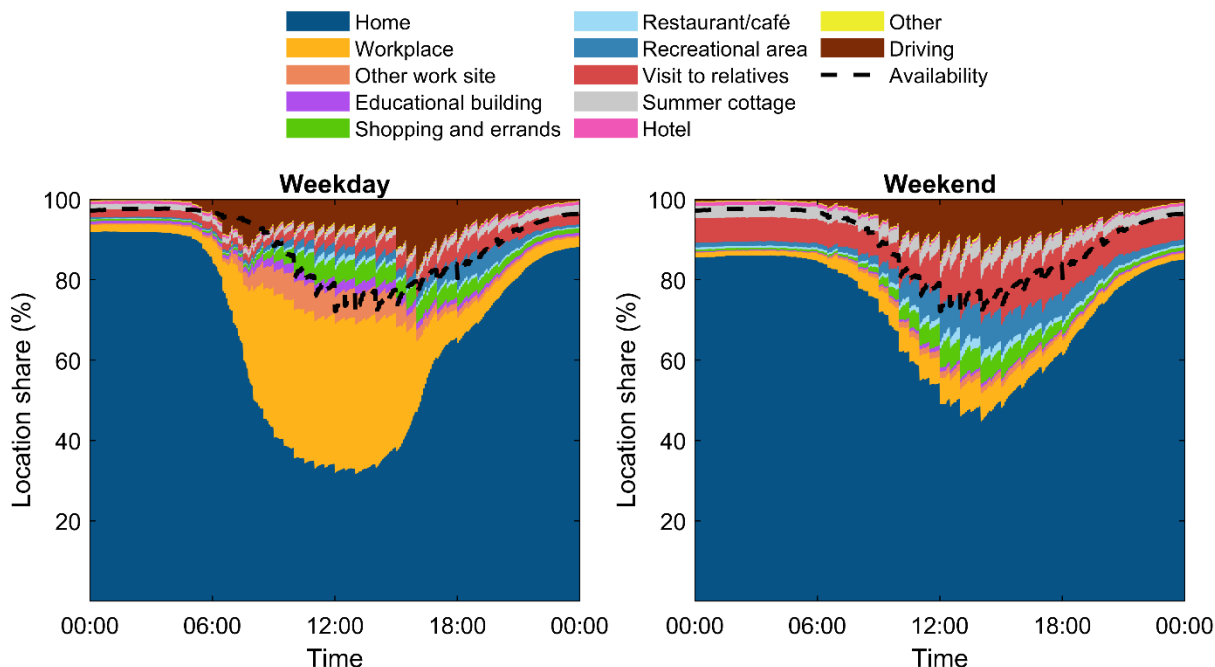 Home
Workplace
Other work site
Educational building
Shopping and errands
Restaurant/café
Recreational area
Visit to relatives
Summer cottage
Hotel
Other
Driving
Availability
Weekday
Location share (%)
100
80
60
40
20
00:00 06:00 12:00 18:00 00:00
Time
Weekend
Location share (%)
100
80
60
40
20
00:00 06:00 12:00 18:00 00:00
Time